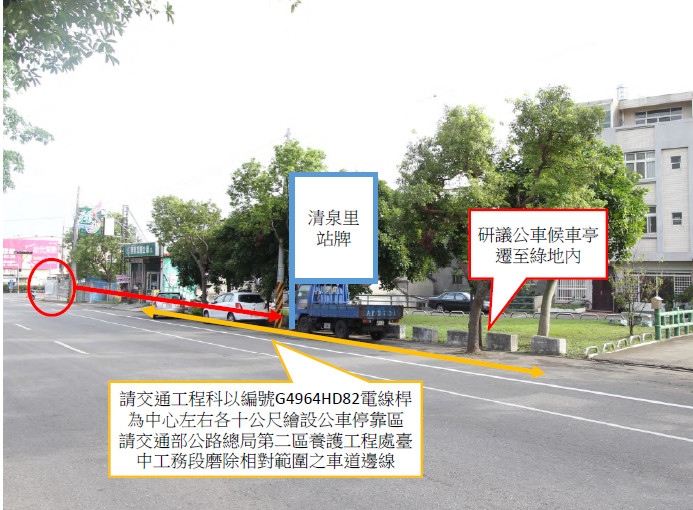 清泉里
站牌
研議公車候車亭
遷至綠地內
請交通工程科以編號G4964HD82電線桿
為中心左右各十公尺繪設公車停靠區
請交通部公路總局第二區養護工程處臺
中工務段磨除相對範圍之車道邊線